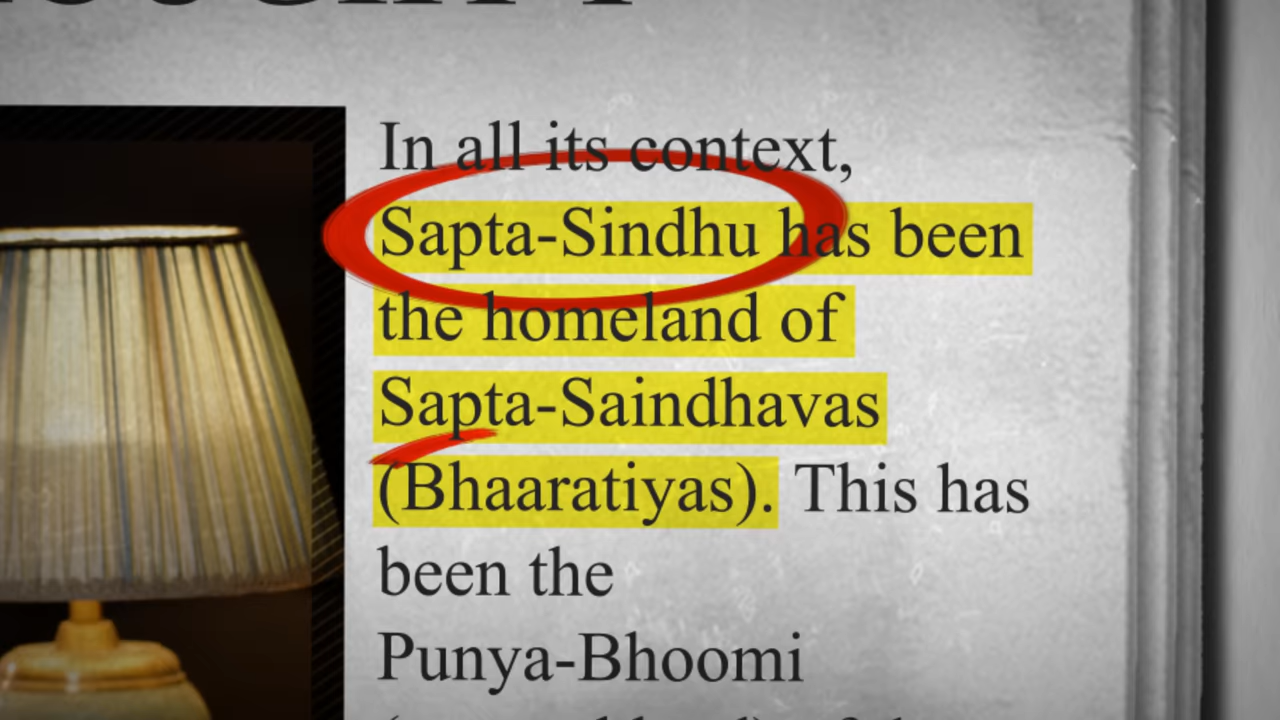 In all its context,
Sapta-Sindhu has been
the homeland of
Sapta-Saindhavas
(Bhaaratiyas). This has
been the
Punya-Bhoomi